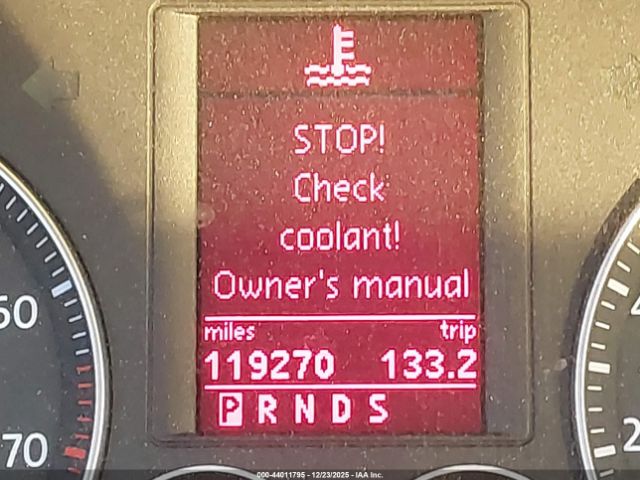 STOP!
Check
coolant!
Owner's manual
miles trip
119270 133.2
P R N D S
50
70
2
000-44011795 - 12/23/2025 - IAA Inc.